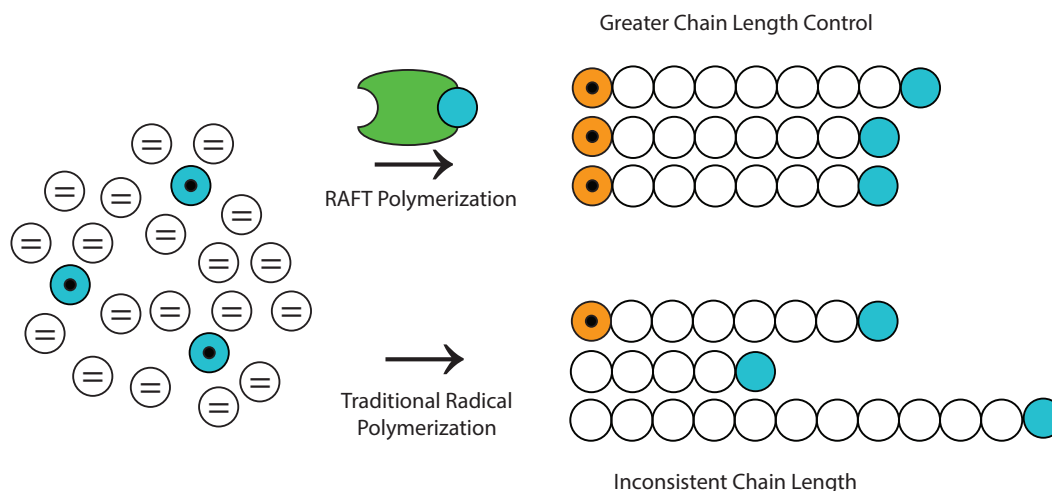 Greater Chain Length Control
RAFT Polymerization
Traditional Radical
Polymerization
Inconsistent Chain Length